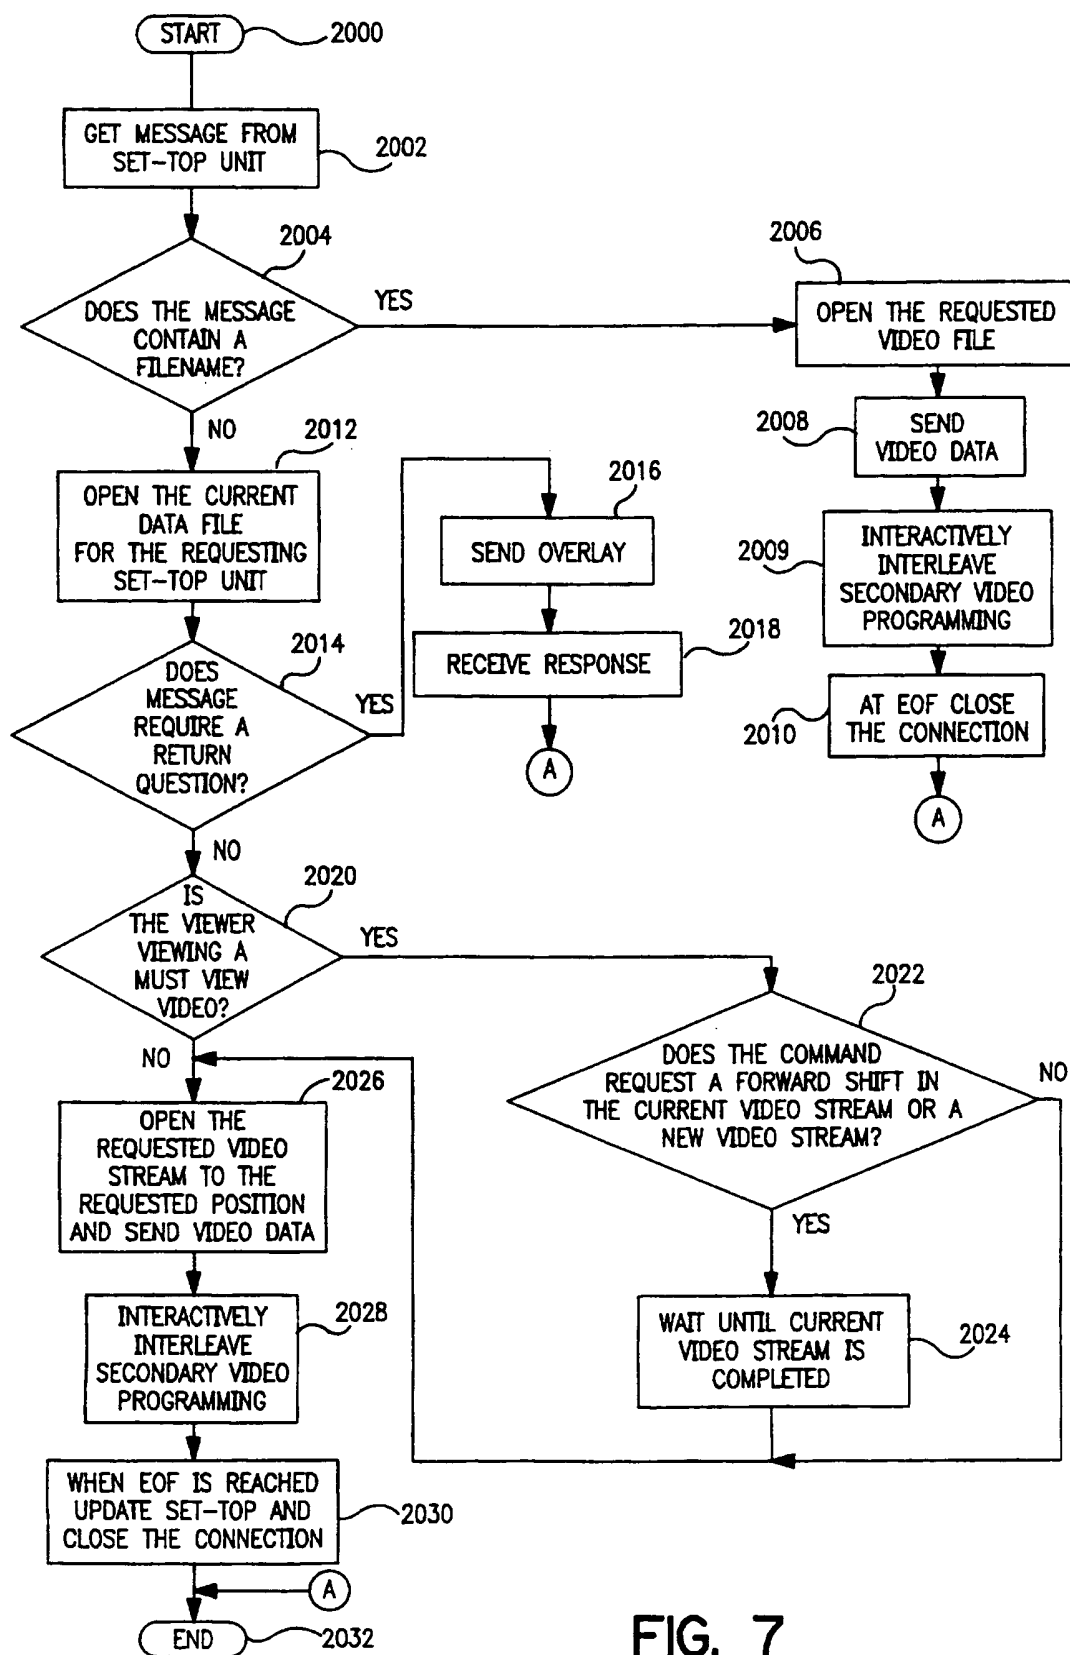 START
2000
GET MESSAGE FROM
SET-TOP UNIT
2002
2004
DOES THE MESSAGE
CONTAIN A
FILENAME?
YES
2006
OPEN THE REQUESTED
VIDEO FILE
NO
2008
SEND
VIDEO DATA
2009
INTERACTIVELY
INTERLEAVE
SECONDARY VIDEO
PROGRAMMING
2010
AT EOF CLOSE
THE CONNECTION
A
2012
OPEN THE CURRENT
DATA FILE
FOR THE REQUESTING
SET-TOP UNIT
2014
DOES
MESSAGE
REQUIRE A
RETURN
QUESTION?
YES
2016
SEND OVERLAY
RECEIVE RESPONSE
2018
A
NO
2020
IS
THE VIEWER
VIEWING A
MUST VIEW
VIDEO?
YES
2022
DOES THE COMMAND
REQUEST A FORWARD SHIFT IN
THE CURRENT VIDEO STREAM OR A
NEW VIDEO STREAM?
NO
YES
WAIT UNTIL CURRENT
VIDEO STREAM IS
COMPLETED
2024
NO
2026
OPEN THE
REQUESTED VIDEO
STREAM TO THE
REQUESTED POSITION
AND SEND VIDEO DATA
INTERACTIVELY
INTERLEAVE
SECONDARY VIDEO
PROGRAMMING
2028
WHEN EOF IS REACHED
UPDATE SET-TOP AND
CLOSE THE CONNECTION
2030
A
END
2032
FIG. 7